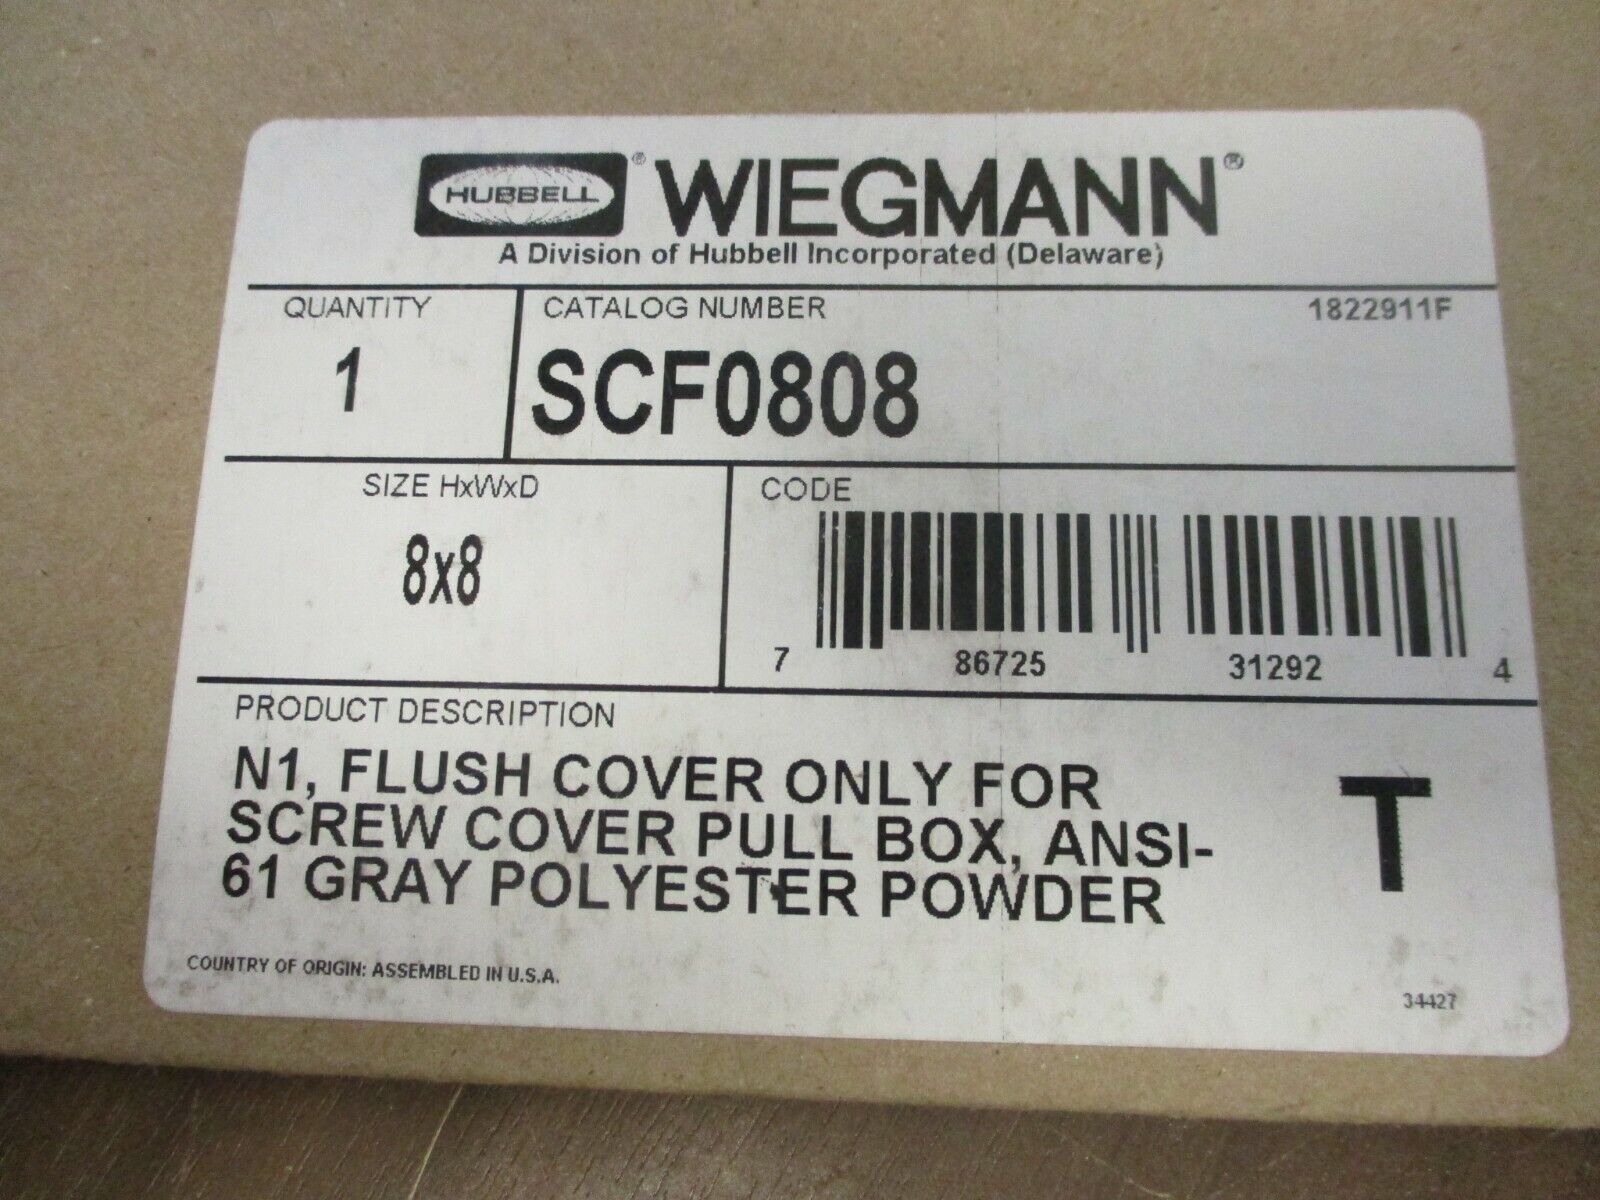 HUBBELL® WIEGMANN®
A Division of Hubbell Incorporated (Delaware)
QUANTITY
1
CATALOG NUMBER 1822911F
SCF0808
SIZE HxWxD
8x8
CODE
7 86725 31292 4
PRODUCT DESCRIPTION
N1, FLUSH COVER ONLY FOR
SCREW COVER PULL BOX, ANSI-
61 GRAY POLYESTER POWDER
T
COUNTRY OF ORIGIN: ASSEMBLED IN U.S.A.
34427